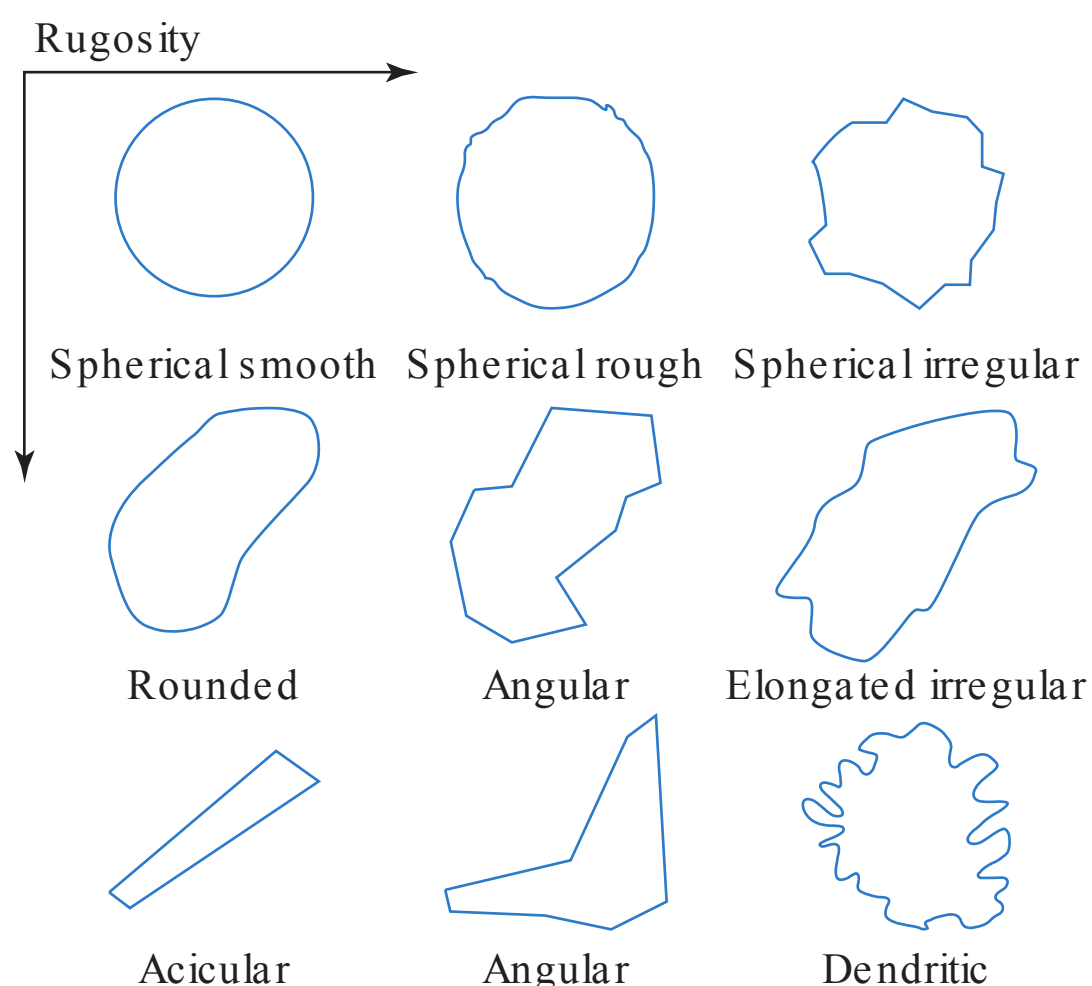 Rugosity
Spherical smooth
Spherical rough
Spherical irregular
Rounded
Angular
Elongated irregular
Acicular
Angular
Dendritic